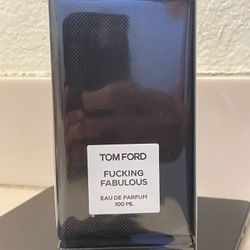 TOM FORD
FUCKING
FABULOUS
EAU DE PARFUM
100 ML